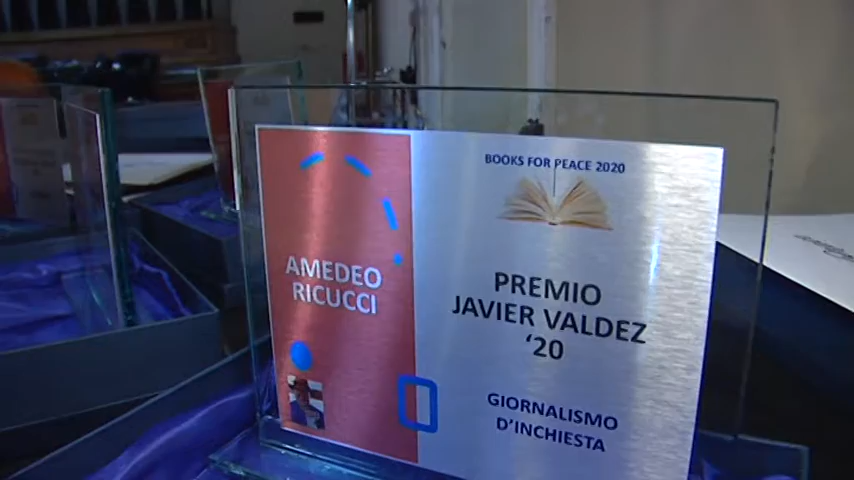 AMEDEO
RICUCCI
BOOKS FOR PEACE 2020
PREMIO
JAVIER VALDEZ
‘20
GIORNALISMO
D’INCHIESTA